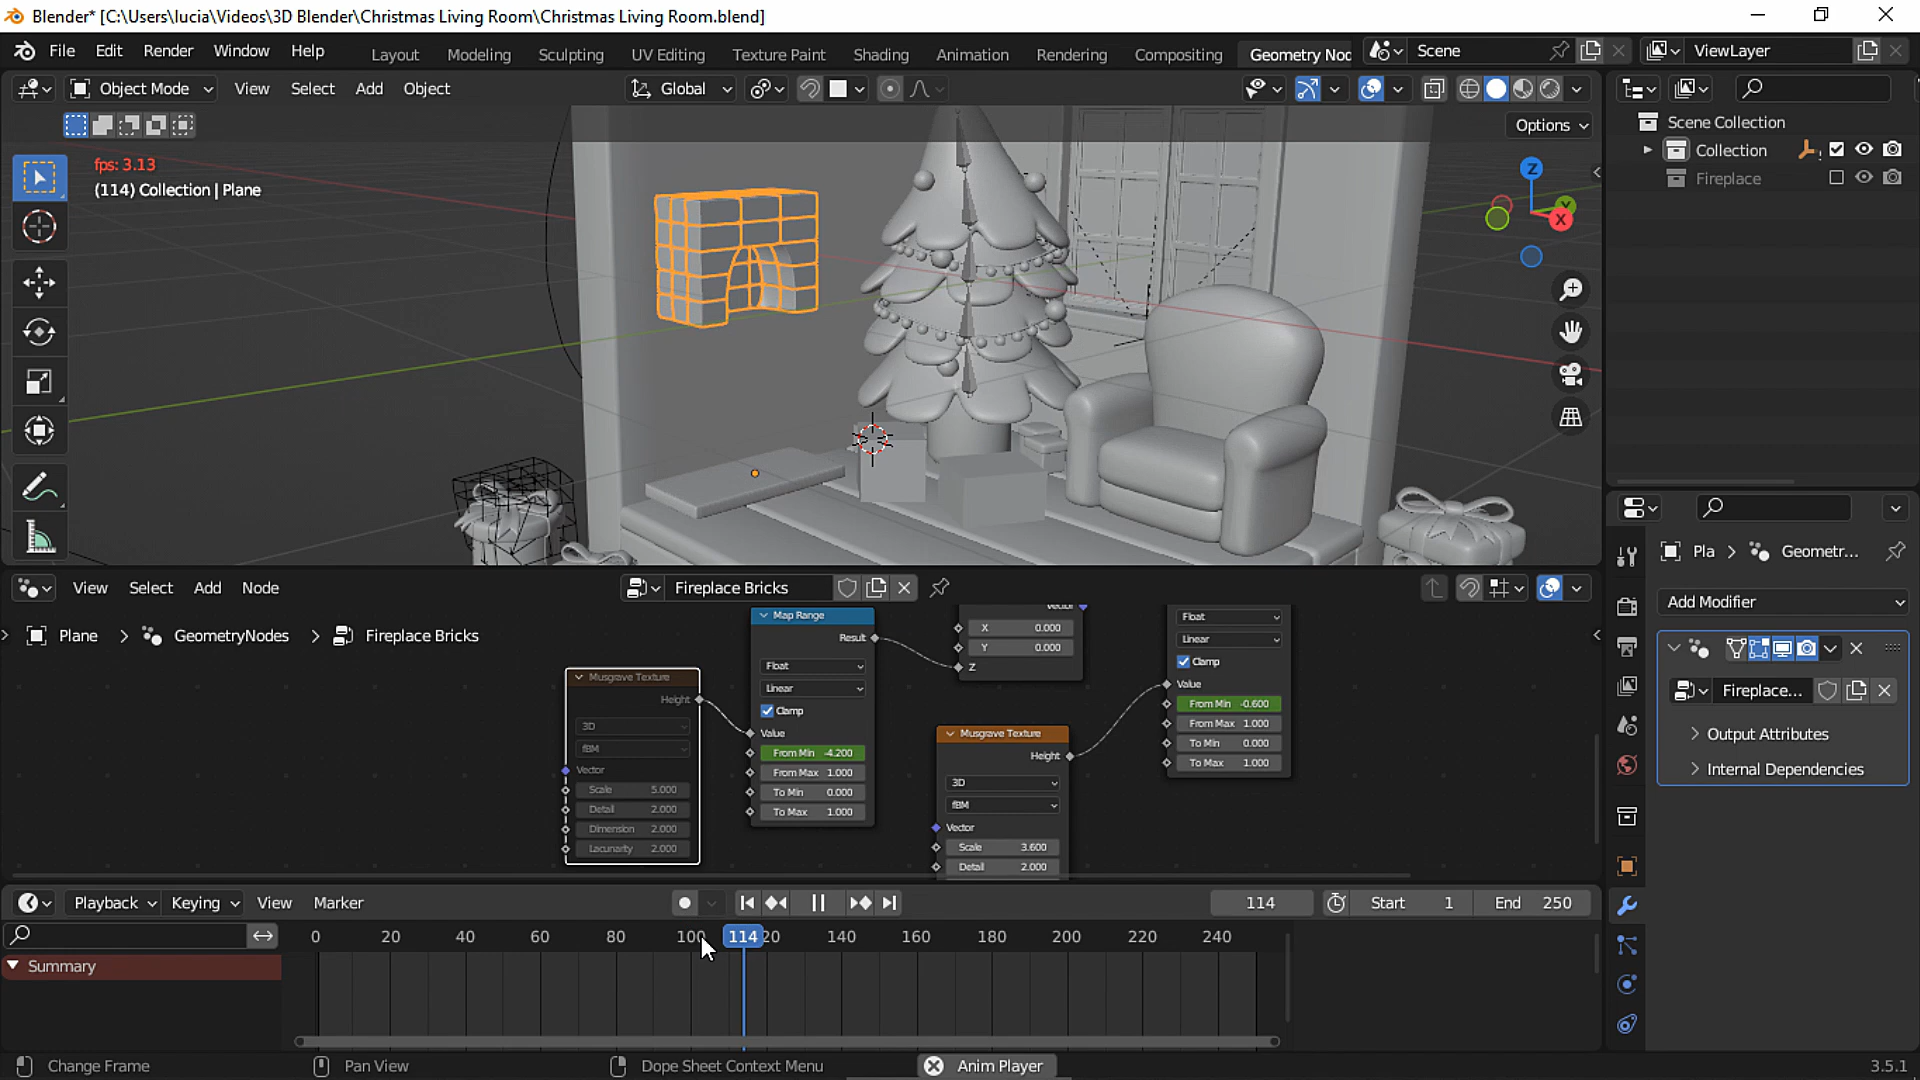 Blender* [C:\Users\lucia\Videos\3D Blender\Christmas Living Room\Christmas Living Room.blend]
File Edit Render Window Help
Layout Modeling Sculpting UV Editing Texture Paint Shading Animation Rendering Compositing Geometry Noc
Scene ViewLayer
Object Mode View Select Add Object
Global
Options
fps: 3.13
(114) Collection | Plane
Z
Y
X
Scene Collection
Collection
Fireplace
View Select Add Node
Fireplace Bricks
Plane > GeometryNodes > Fireplace Bricks
Musgrave Texture
Height
3D
fBM
Vector
Scale 5.000
Detail 2.000
Dimension 2.000
Lacunarity 2.000
Map Range
Result
Float
Linear
Clamp
Value
From Min -4.200
From Max 1.000
To Min 0.000
To Max 1.000
Vector
X 0.000
Y 0.000
Z
Musgrave Texture
Height
3D
fBM
Vector
Scale 3.600
Detail 2.000
Float
Linear
Clamp
Value
From Min -0.600
From Max 1.000
To Min 0.000
To Max 1.000
Pla > Geometr...
Add Modifier
Fireplace...
Output Attributes
Internal Dependencies
Playback Keying View Marker
114 Start 1 End 250
0 20 40 60 80 100 114 20 140 160 180 200 220 240
Summary
Change Frame Pan View Dope Sheet Context Menu Anim Player 3.5.1